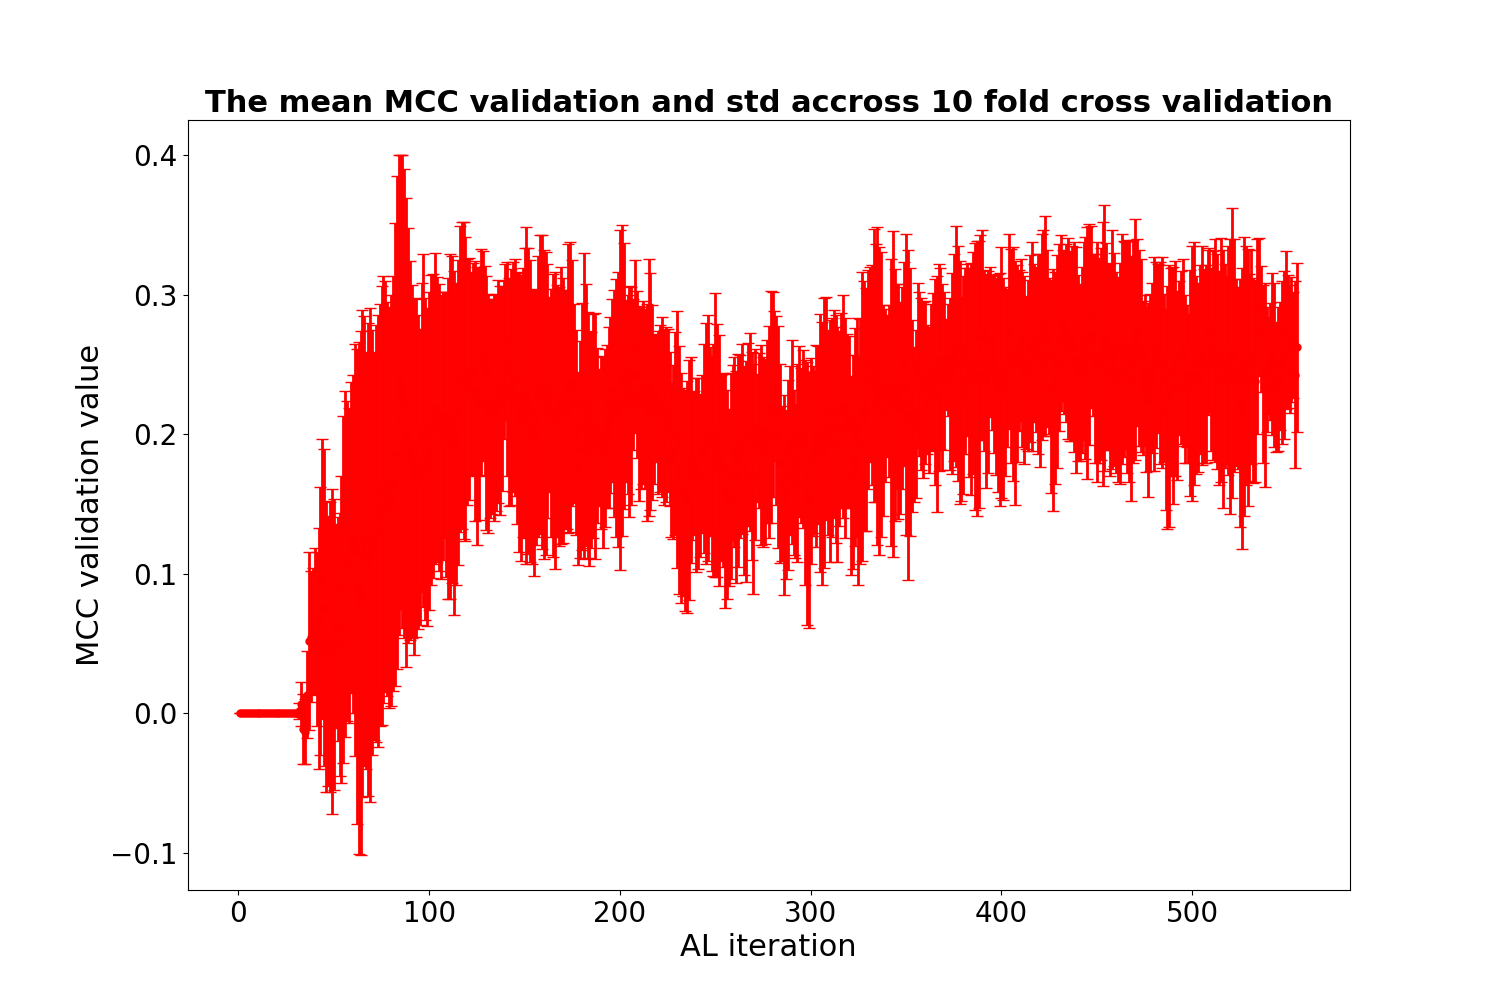 The mean MCC validation and std accross 10 fold cross validation
0.4
0.3
0.2
0.1
0.0
−0.1
MCC validation value
0 100 200 300 400 500
AL iteration